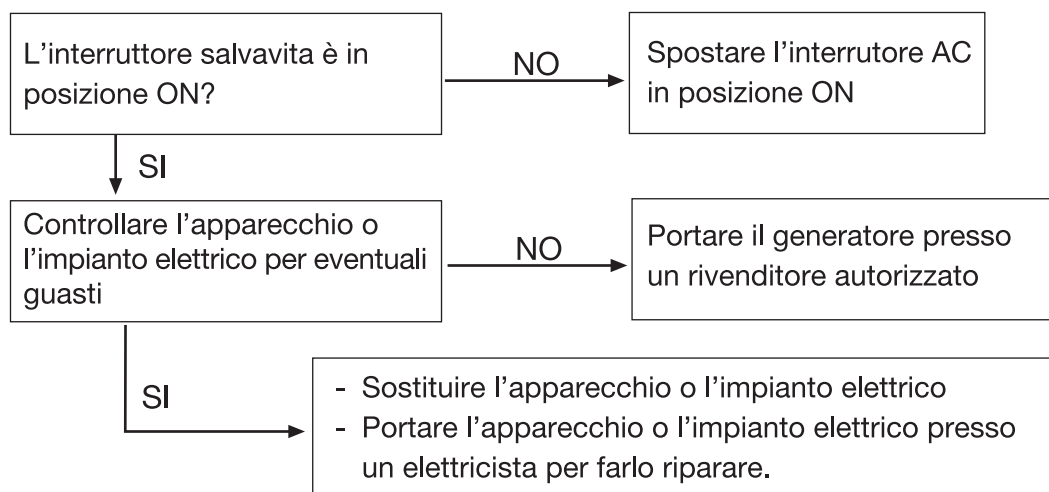 L’interruttore salvavita è in
posizione ON?
NO
Spostare l’interrutore AC
in posizione ON
SI
Controllare l’apparecchio o
l’impianto elettrico per eventuali
guasti
NO
Portare il generatore presso
un rivenditore autorizzato
SI
- Sostituire l’apparecchio o l’impianto elettrico
- Portare l’apparecchio o l’impianto elettrico presso
un elettricista per farlo riparare.